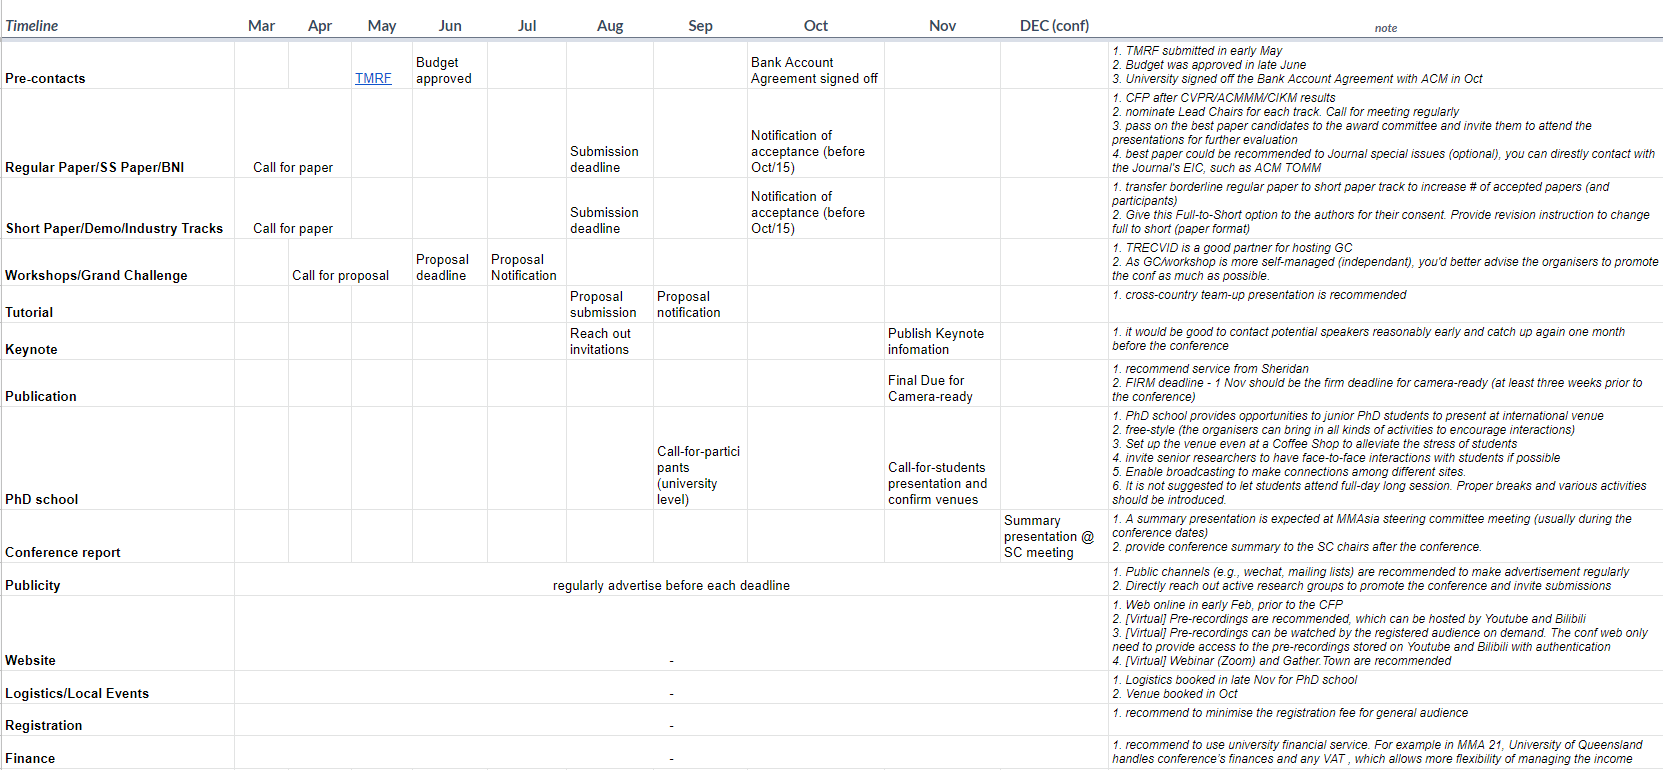 Timeline Mar Apr May Jun Jul Aug Sep Oct Nov DEC (conf) note
Pre-contacts
TMRF
Budget
approved
Bank Account
Agreement signed off
1. TMRF submitted in early May
2. Budget was approved in late June
3. University signed off the Bank Account Agreement with ACM in Oct
Regular Paper/SS Paper/BNI
Call for paper
Submission
deadline
Notification of
acceptance (before
Oct/15)
1. CFP after CVPR/ACMMM/CIKM results
2. nominate Lead Chairs for each track. Call for meeting regularly
3. pass on the best paper candidates to the award committee and invite them to attend the
presentations for further evaluation
4. best paper could be recommended to Journal special issues (optional), you can directly contact with
the Journal's EIC, such as ACM TOMM
Short Paper/Demo/Industry Tracks
Call for paper
Submission
deadline
Notification of
acceptance (before
Oct/15)
1. transfer borderline regular paper to short paper track to increase # of accepted papers (and
participants)
2. Give this Full-to-Short option to the authors for their consent. Provide revision instruction to change
full to short (paper format)
Workshops/Grand Challenge
Call for proposal
Proposal
deadline
Proposal
Notification
1. TRECVID is a good partner for hosting GC
2. As GC/workshop is more self-managed (independant), you'd better advise the organisers to promote
the conf as much as possible.
Tutorial
Proposal
submission
Proposal
notification
1. cross-country team-up presentation is recommended
Keynote
Reach out
invitations
Publish Keynote
infomation
1. it would be good to contact potential speakers reasonably early and catch up again one month
before the conference
Publication
Final Due for
Camera-ready
1. recommend service from Sheridan
2. FIRM deadline - 1 Nov should be the firm deadline for camera-ready (at least three weeks prior to
the conference)
PhD school
Call-for-partici
pants
(university
level)
Call-for-students
presentation and
confirm venues
1. PhD school provides opportunities to junior PhD students to present at international venue
2. free-style (the organisers can bring in all kinds of activities to encourage interactions)
3. Set up the venue even at a Coffee Shop to alleviate the stress of students
4. invite senior researchers to have face-to-face interactions with students if possible
5. Enable broadcasting to make connections among different sites.
6. It is not suggested to let students attend full-day long session. Proper breaks and various activities
should be introduced.
Conference report
Summary
presentation @
SC meeting
1. A summary presentation is expected at MMAsia steering committee meeting (usually during the
conference dates)
2. provide conference summary to the SC chairs after the conference.
Publicity
regularly advertise before each deadline
1. Public channels (e.g., wechat, mailing lists) are recommended to make advertisement regularly
2. Directly reach out active research groups to promote the conference and invite submissions
Website
-
1. Web online in early Feb, prior to the CFP
2. [Virtual] Pre-recordings are recommended, which can be hosted by Youtube and Bilibili
3. [Virtual] Pre-recordings can be watched by the registered audience on demand. The conf web only
need to provide access to the pre-recordings stored on Youtube and Bilibili with authentication
4. [Virtual] Webinar (Zoom) and Gather.Town are recommended
Logistics/Local Events
-
1. Logistics booked in late Nov for PhD school
2. Venue booked in Oct
Registration
-
1. recommend to minimise the registration fee for general audience
Finance
-
1. recommend to use university financial service. For example in MMA 21, University of Queensland
handles conference's finances and any VAT , which allows more flexibility of managing the income